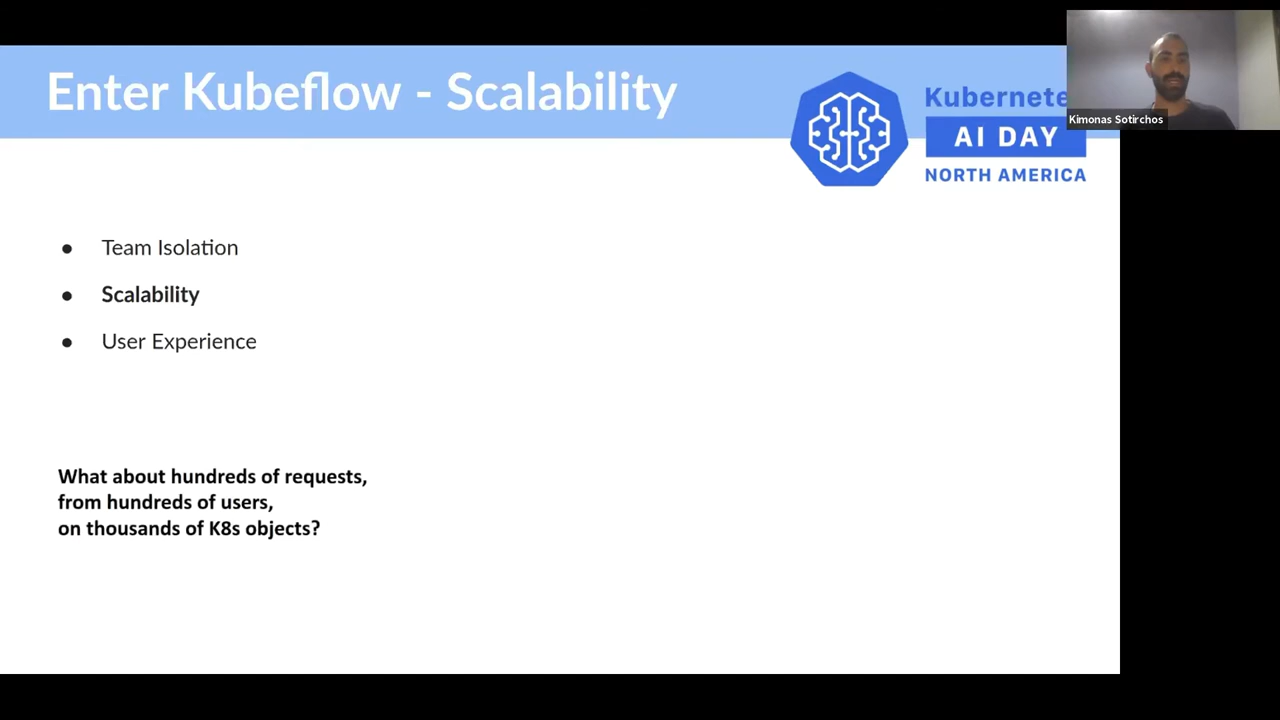 Enter Kubeflow - Scalability
Kubernete
AI DAY
NORTH AMERICA
Kimonas Sotirchos
● Team Isolation
● Scalability
● User Experience
What about hundreds of requests,
from hundreds of users,
on thousands of K8s objects?